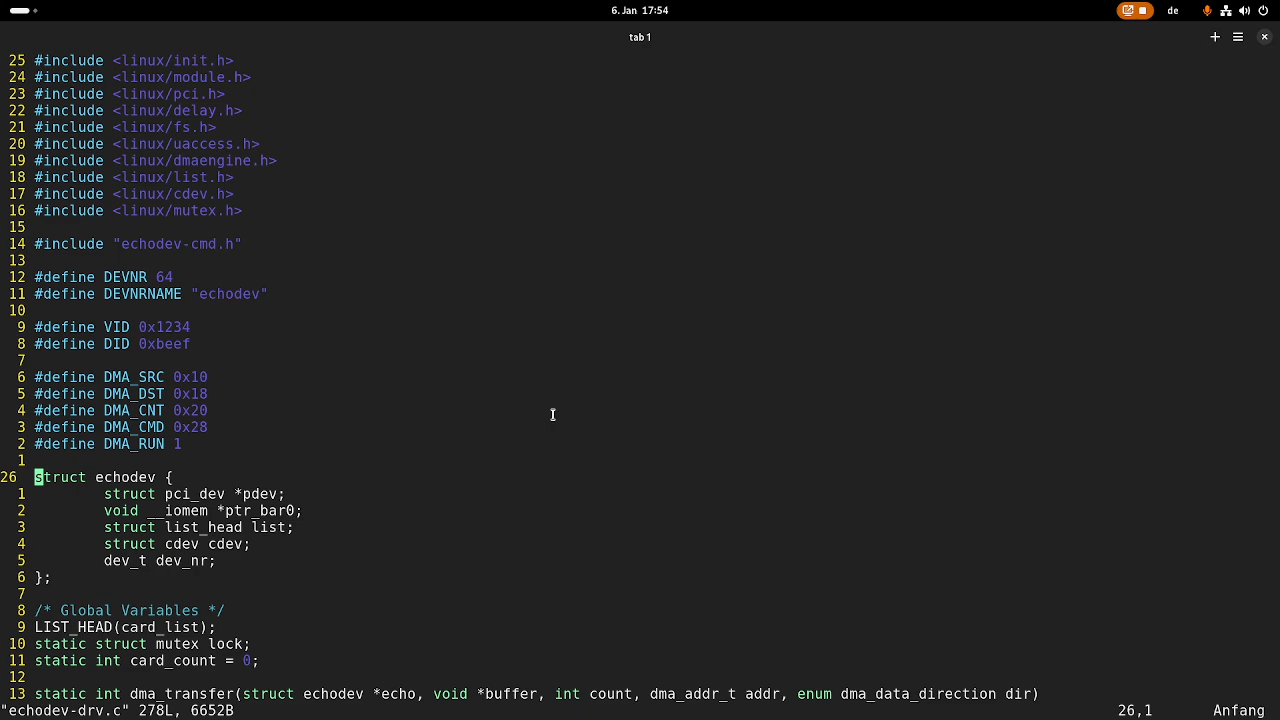 6. Jan 17:54
de
tab 1
25 #include <linux/init.h>
24 #include <linux/module.h>
23 #include <linux/pci.h>
22 #include <linux/delay.h>
21 #include <linux/fs.h>
20 #include <linux/uaccess.h>
19 #include <linux/dmaengine.h>
18 #include <linux/list.h>
17 #include <linux/cdev.h>
16 #include <linux/mutex.h>
15
14 #include "echodev-cmd.h"
13
12 #define DEVNR 64
11 #define DEVNRNAME "echodev"
10
9 #define VID 0x1234
8 #define DID 0xbeef
7
6 #define DMA_SRC 0x10
5 #define DMA_DST 0x18
4 #define DMA_CNT 0x20
3 #define DMA_CMD 0x28
2 #define DMA_RUN 1
1
26 struct echodev {
1 struct pci_dev *pdev;
2 void __iomem *ptr_bar0;
3 struct list_head list;
4 struct cdev cdev;
5 dev_t dev_nr;
6 };
7
8 /* Global Variables */
9 LIST_HEAD(card_list);
10 static struct mutex lock;
11 static int card_count = 0;
12
13 static int dma_transfer(struct echodev *echo, void *buffer, int count, dma_addr_t addr, enum dma_data_direction dir)
"echodev-drv.c" 278L, 6652B 26,1 Anfang